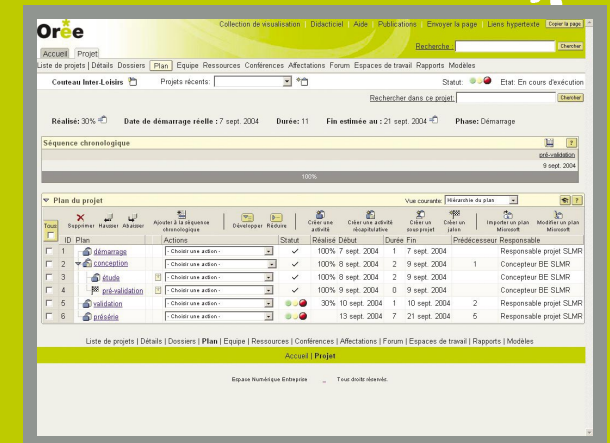 Orée
Collection de visualisation | Didacticiel | Aide | Publications | Envoyer la page | Liens hypertexte Copier la page
Recherche : Chercher
Accueil Projet
Liste de projets | Détails Dossiers Plan Equipe Ressources Conférences Affectations Forum Espaces de travail Rapports Modèles
Couteau Inter-Loisirs Projets récents: Statut: Etat: En cours d'exécution
Rechercher dans ce projet: Chercher
Réalisé: 30% Date de démarrage réelle : 7 sept. 2004 Durée: 11 Fin estimée au : 21 sept. 2004 Phase: Démarrage
Séquence chronologique ?
pré-validation
9 sept. 2004
100%
Plan du projet Vue courante: Hiérarchie du plan ?
Tous Supprimer Hausser Abaisser Ajouter à la séquence chronologique Développer Réduire Créer une activité Créer une activité récapitulative Créer un sous projet Créer un jalon Importer un plan Microsoft Modifier un plan Microsoft
ID Plan Actions Statut Réalisé Début Durée Fin Prédécesseur Responsable
1 démarrage - Choisir une action - 100% 7 sept. 2004 1 7 sept. 2004 Responsable projet SLMR
2 conception - Choisir une action - 100% 8 sept. 2004 2 9 sept. 2004 1 Concepteur BE SLMR
3 étude ? - Choisir une action - 100% 8 sept. 2004 2 9 sept. 2004 Concepteur BE SLMR
4 pré-validation ? - Choisir une action - 100% 9 sept. 2004 0 9 sept. 2004 Concepteur BE SLMR
5 validation - Choisir une action - 30% 10 sept. 2004 1 10 sept. 2004 2 Responsable projet SLMR
6 présérie - Choisir une action - 13 sept. 2004 7 21 sept. 2004 5 Responsable projet SLMR
Liste de projets | Détails | Dossiers | Plan | Equipe | Ressources | Conférences | Affectations | Forum | Espaces de travail | Rapports | Modèles
Accueil | Projet
Espace Numérique Entreprise Tous droits réservés.